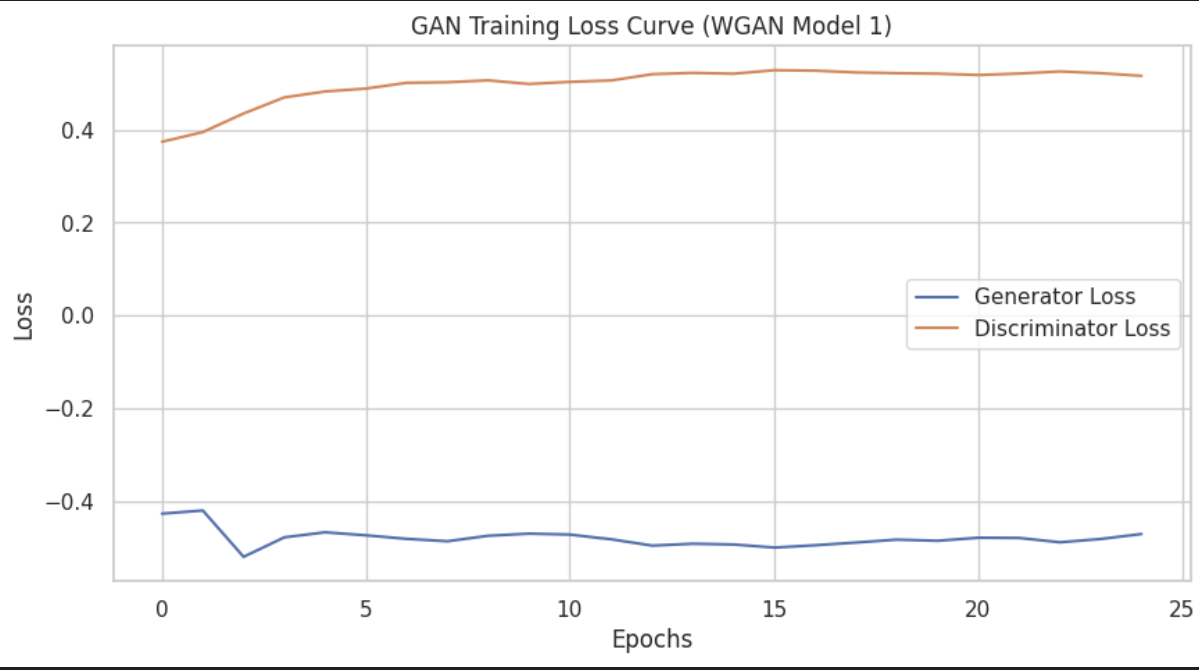 GAN Training Loss Curve (WGAN Model 1)
Loss
0.4
0.2
0.0
−0.2
−0.4
Generator Loss
Discriminator Loss
0 5 10 15 20 25
Epochs